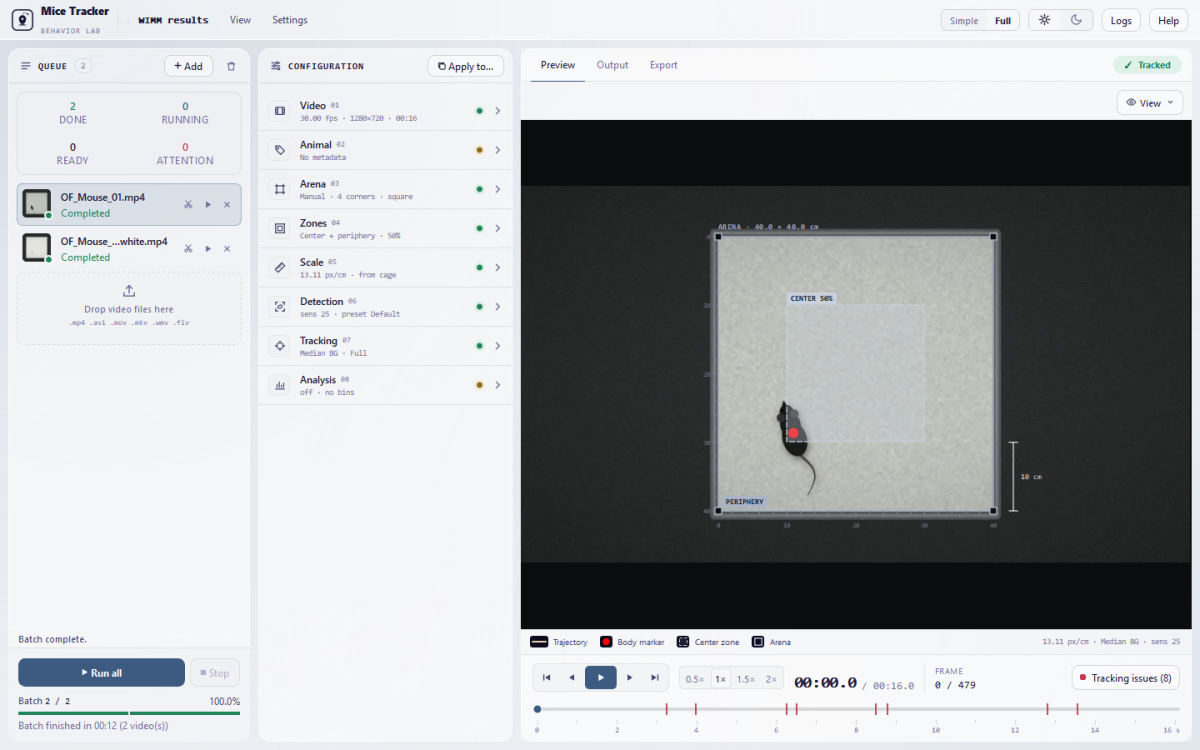 Mice Tracker
BEHAVIOR LAB
WIMM results
View
Settings
Simple
Full
Logs
Help
QUEUE 2
+ Add
2
DONE
0
RUNNING
0
READY
0
ATTENTION
OF_Mouse_01.mp4
Completed
OF_Mouse_...white.mp4
Completed
Drop video files here
.mp4 .avi .mov .mkv .wmv .flv
Batch complete.
Run all
Stop
Batch 2 / 2
100.0%
Batch finished in 00:12 (2 video(s))
CONFIGURATION
Apply to...
Video 01
30.00 fps · 1280×720 · 00:16
Animal 02
No metadata
Arena 03
Manual · 4 corners · square
Zones 04
Center + periphery · 50%
Scale 05
13.11 px/cm · from cage
Detection 06
sens 25 · preset Default
Tracking 07
Median BG · Full
Analysis 08
off · no bins
Preview
Output
Export
✓ Tracked
View
ARENA · 40.0 × 40.0 cm
0
CENTER 50%
10
20
30
10 cm
PERIPHERY
40
0 10 20 30 40
Trajectory
Body marker
Center zone
Arena
13.11 px/cm · Median BG · sens 25
0.5×
1×
1.5×
2×
00:00.0 / 00:16.0
FRAME
0 / 479
Tracking issues (8)
0 2 4 6 8 10 12 14 16 s